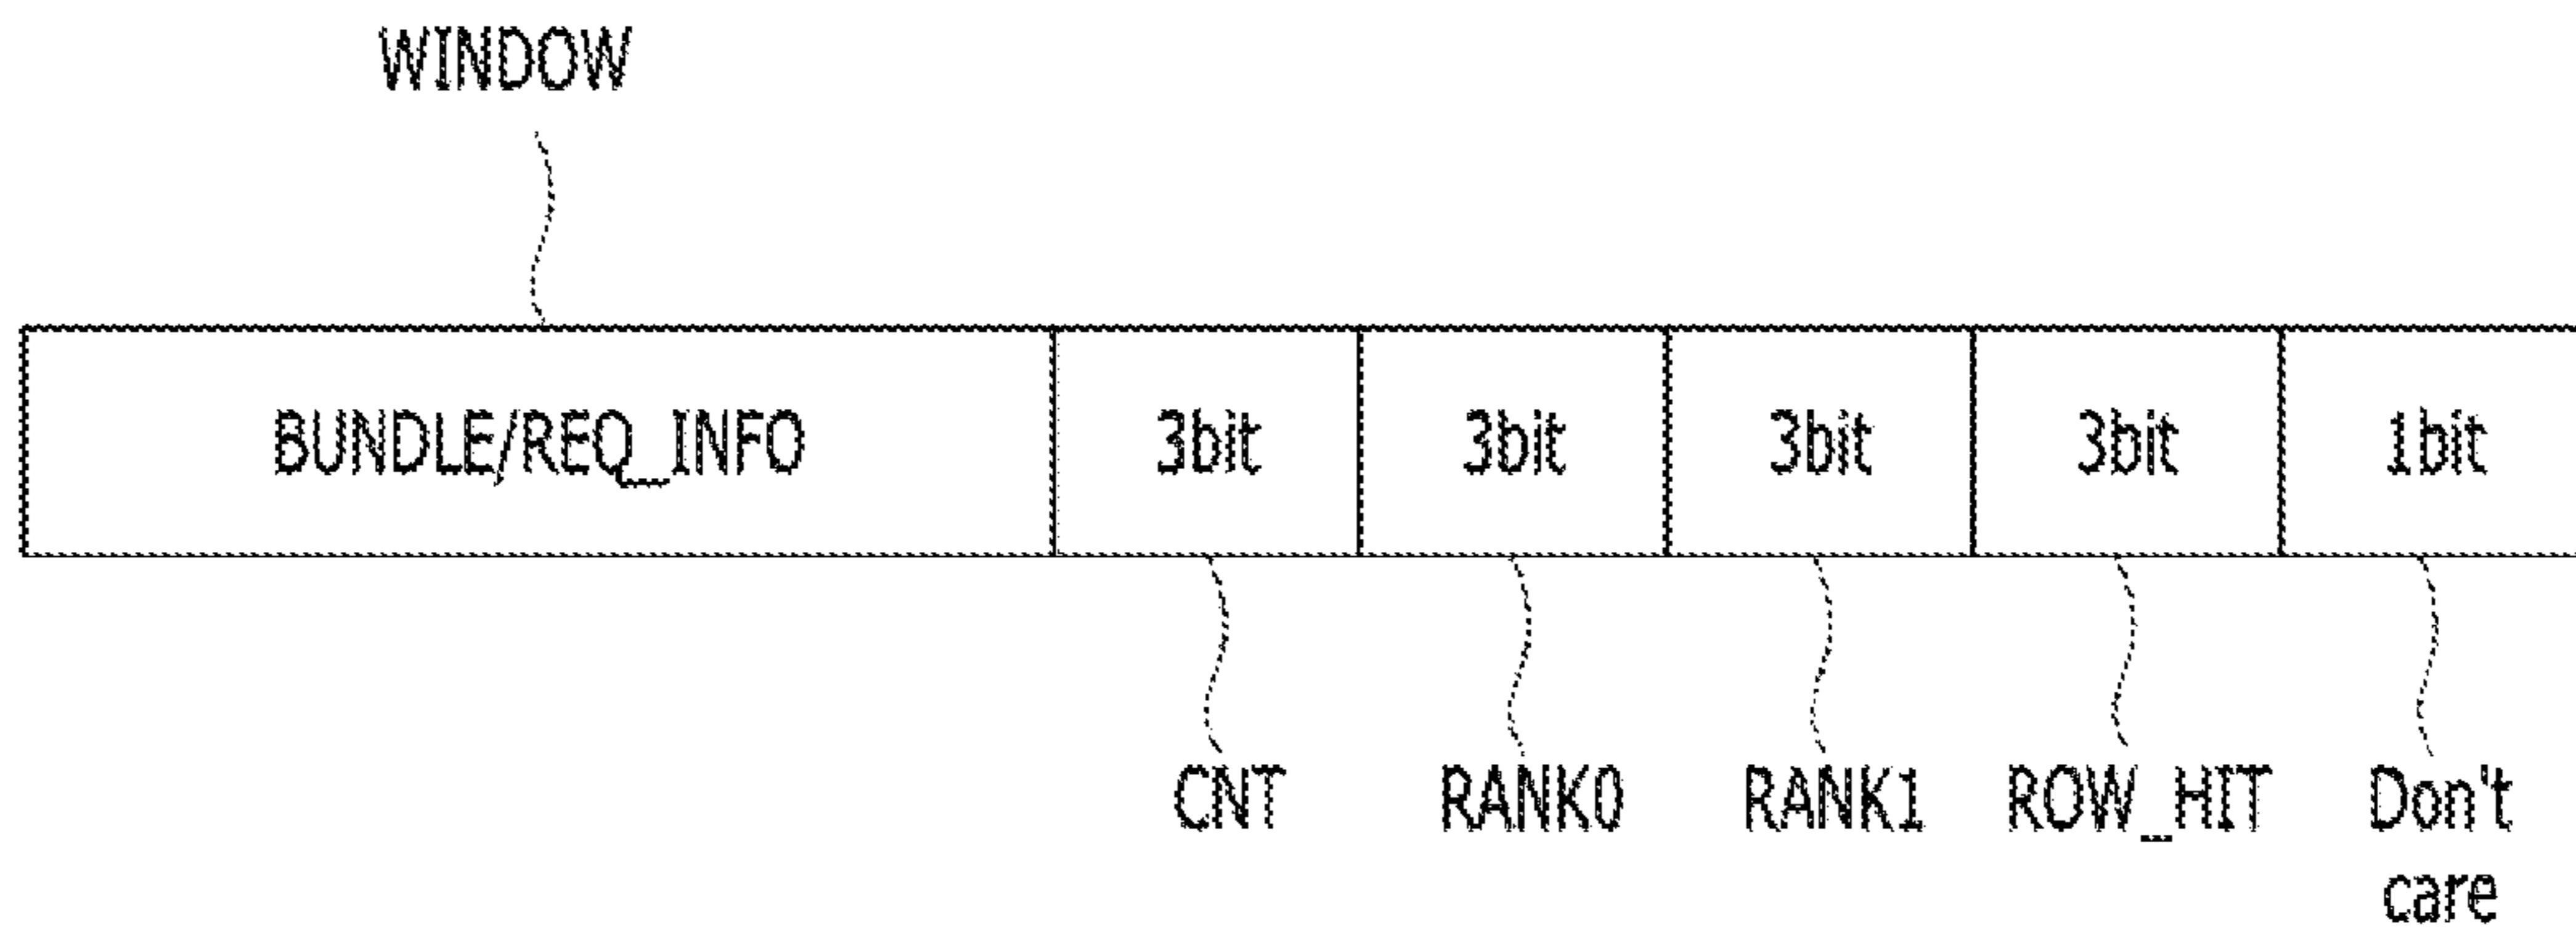 WINDOW
BUNDLE/REQ_INFO 3bit 3bit 3bit 3bit 1bit
CNT RANK0 RANK1 ROW_HIT Don't
care